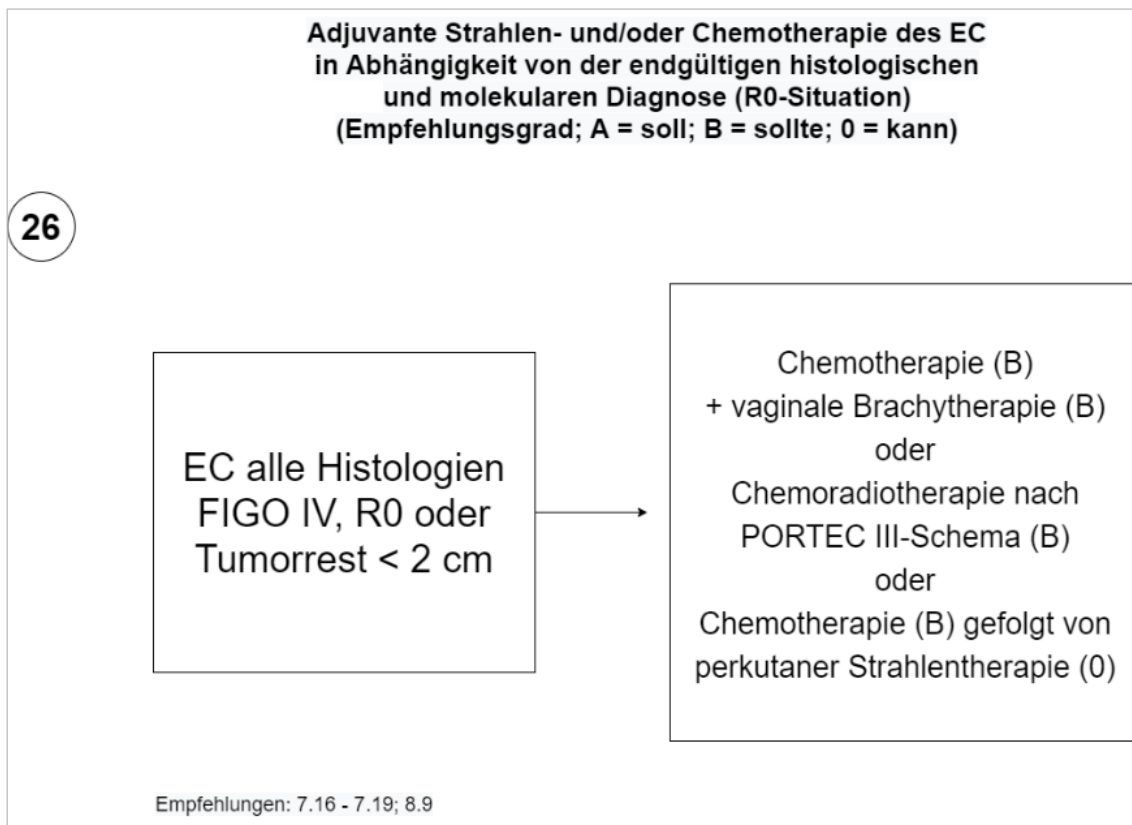 Adjuvante Strahlen- und/oder Chemotherapie des EC
in Abhängigkeit von der endgültigen histologischen
und molekularen Diagnose (R0-Situation)
(Empfehlungsgrad; A = soll; B = sollte; 0 = kann)
26
EC alle Histologien
FIGO IV, R0 oder
Tumorrest < 2 cm
Chemotherapie (B)
+ vaginale Brachytherapie (B)
oder
Chemoradiotherapie nach
PORTEC III-Schema (B)
oder
Chemotherapie (B) gefolgt von
perkutaner Strahlentherapie (0)
Empfehlungen: 7.16 - 7.19; 8.9